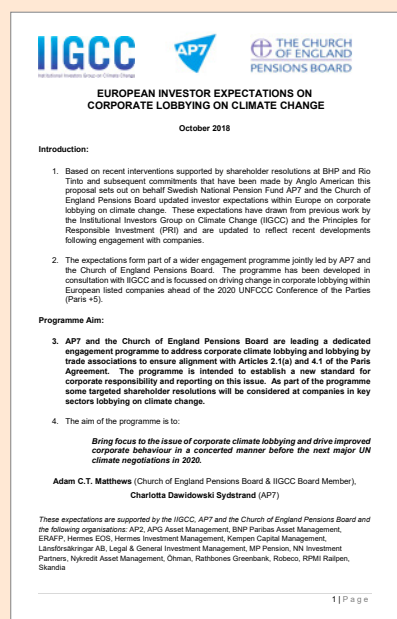 IIGCC
Institutional Investors Group on Climate Change
AP7
THE CHURCH
OF ENGLAND
PENSIONS BOARD
EUROPEAN INVESTOR EXPECTATIONS ON
CORPORATE LOBBYING ON CLIMATE CHANGE
October 2018
Introduction:
1. Based on recent interventions supported by shareholder resolutions at BHP and Rio
Tinto and subsequent commitments that have been made by Anglo American this
proposal sets out on behalf Swedish National Pension Fund AP7 and the Church of
England Pensions Board updated investor expectations within Europe on corporate
lobbying on climate change. These expectations have drawn from previous work by
the Institutional Investors Group on Climate Change (IIGCC) and the Principles for
Responsible Investment (PRI) and are updated to reflect recent developments
following engagement with companies.
2. The expectations form part of a wider engagement programme jointly led by AP7 and
the Church of England Pensions Board. The programme has been developed in
consultation with IIGCC and is focussed on driving change in corporate lobbying within
European listed companies ahead of the 2020 UNFCCC Conference of the Parties
(Paris +5).
Programme Aim:
3. AP7 and the Church of England Pensions Board are leading a dedicated
engagement programme to address corporate climate lobbying and lobbying by
trade associations to ensure alignment with Articles 2.1(a) and 4.1 of the Paris
Agreement. The programme is intended to establish a new standard for
corporate responsibility and reporting on this issue. As part of the programme
some targeted shareholder resolutions will be considered at companies in key
sectors lobbying on climate change.
4. The aim of the programme is to:
Bring focus to the issue of corporate climate lobbying and drive improved
corporate behaviour in a concerted manner before the next major UN
climate negotiations in 2020.
Adam C.T. Matthews (Church of England Pensions Board & IIGCC Board Member),
Charlotta Dawidowski Sydstrand (AP7)
These expectations are supported by the IIGCC, AP7 and the Church of England Pensions Board and
the following organisations: AP2, APG Asset Management, BNP Paribas Asset Management,
ERAFP, Hermes EOS, Hermes Investment Management, Kempen Capital Management,
Länsförsäkringar AB, Legal & General Investment Management, MP Pension, NN Investment
Partners, Nykredit Asset Management, Öhman, Rathbones Greenbank, Robeco, RPMI Railpen,
Skandia
1 | Page